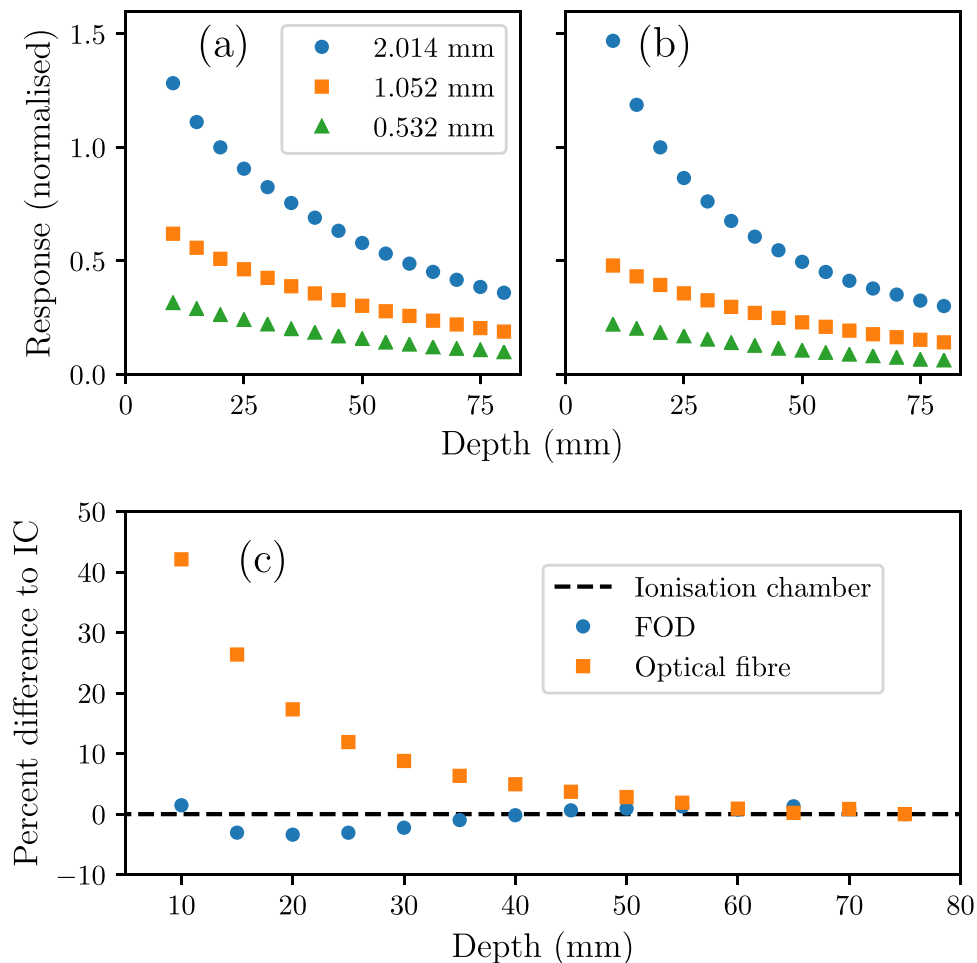 (a)
2.014 mm
1.052 mm
0.532 mm
(b)
1.5
1.0
0.5
0.0
Response (normalised)
0 25 50 75
0 25 50 75
Depth (mm)
(c)
Ionisation chamber
FOD
Optical fibre
50
40
30
20
10
0
−10
Percent difference to IC
10 20 30 40 50 60 70 80
Depth (mm)